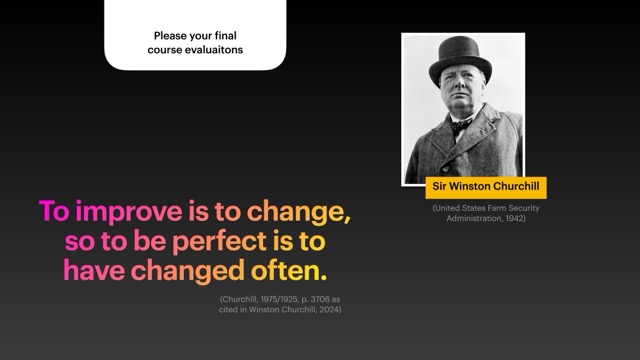 Please your final
course evaluaitons
Sir Winston Churchill
(United States Farm Security
Administration, 1942)
To improve is to change,
so to be perfect is to
have changed often.
(Churchill, 1975/1925, p. 3706 as
cited in Winston Churchill, 2024)